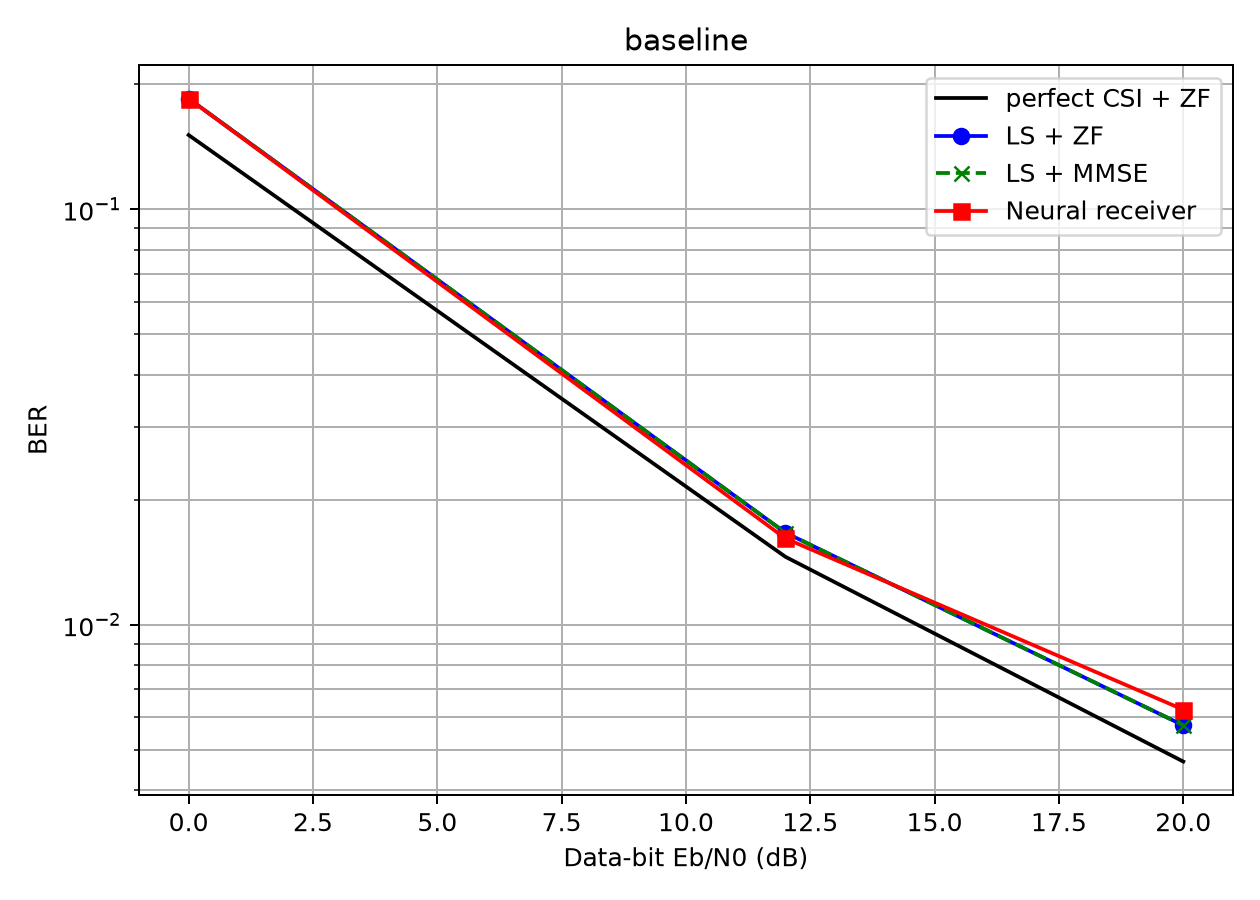 baseline
perfect CSI + ZF
LS + ZF
LS + MMSE
Neural receiver
10⁻¹
10⁻²
BER
0.0 2.5 5.0 7.5 10.0 12.5 15.0 17.5 20.0
Data-bit Eb/N0 (dB)